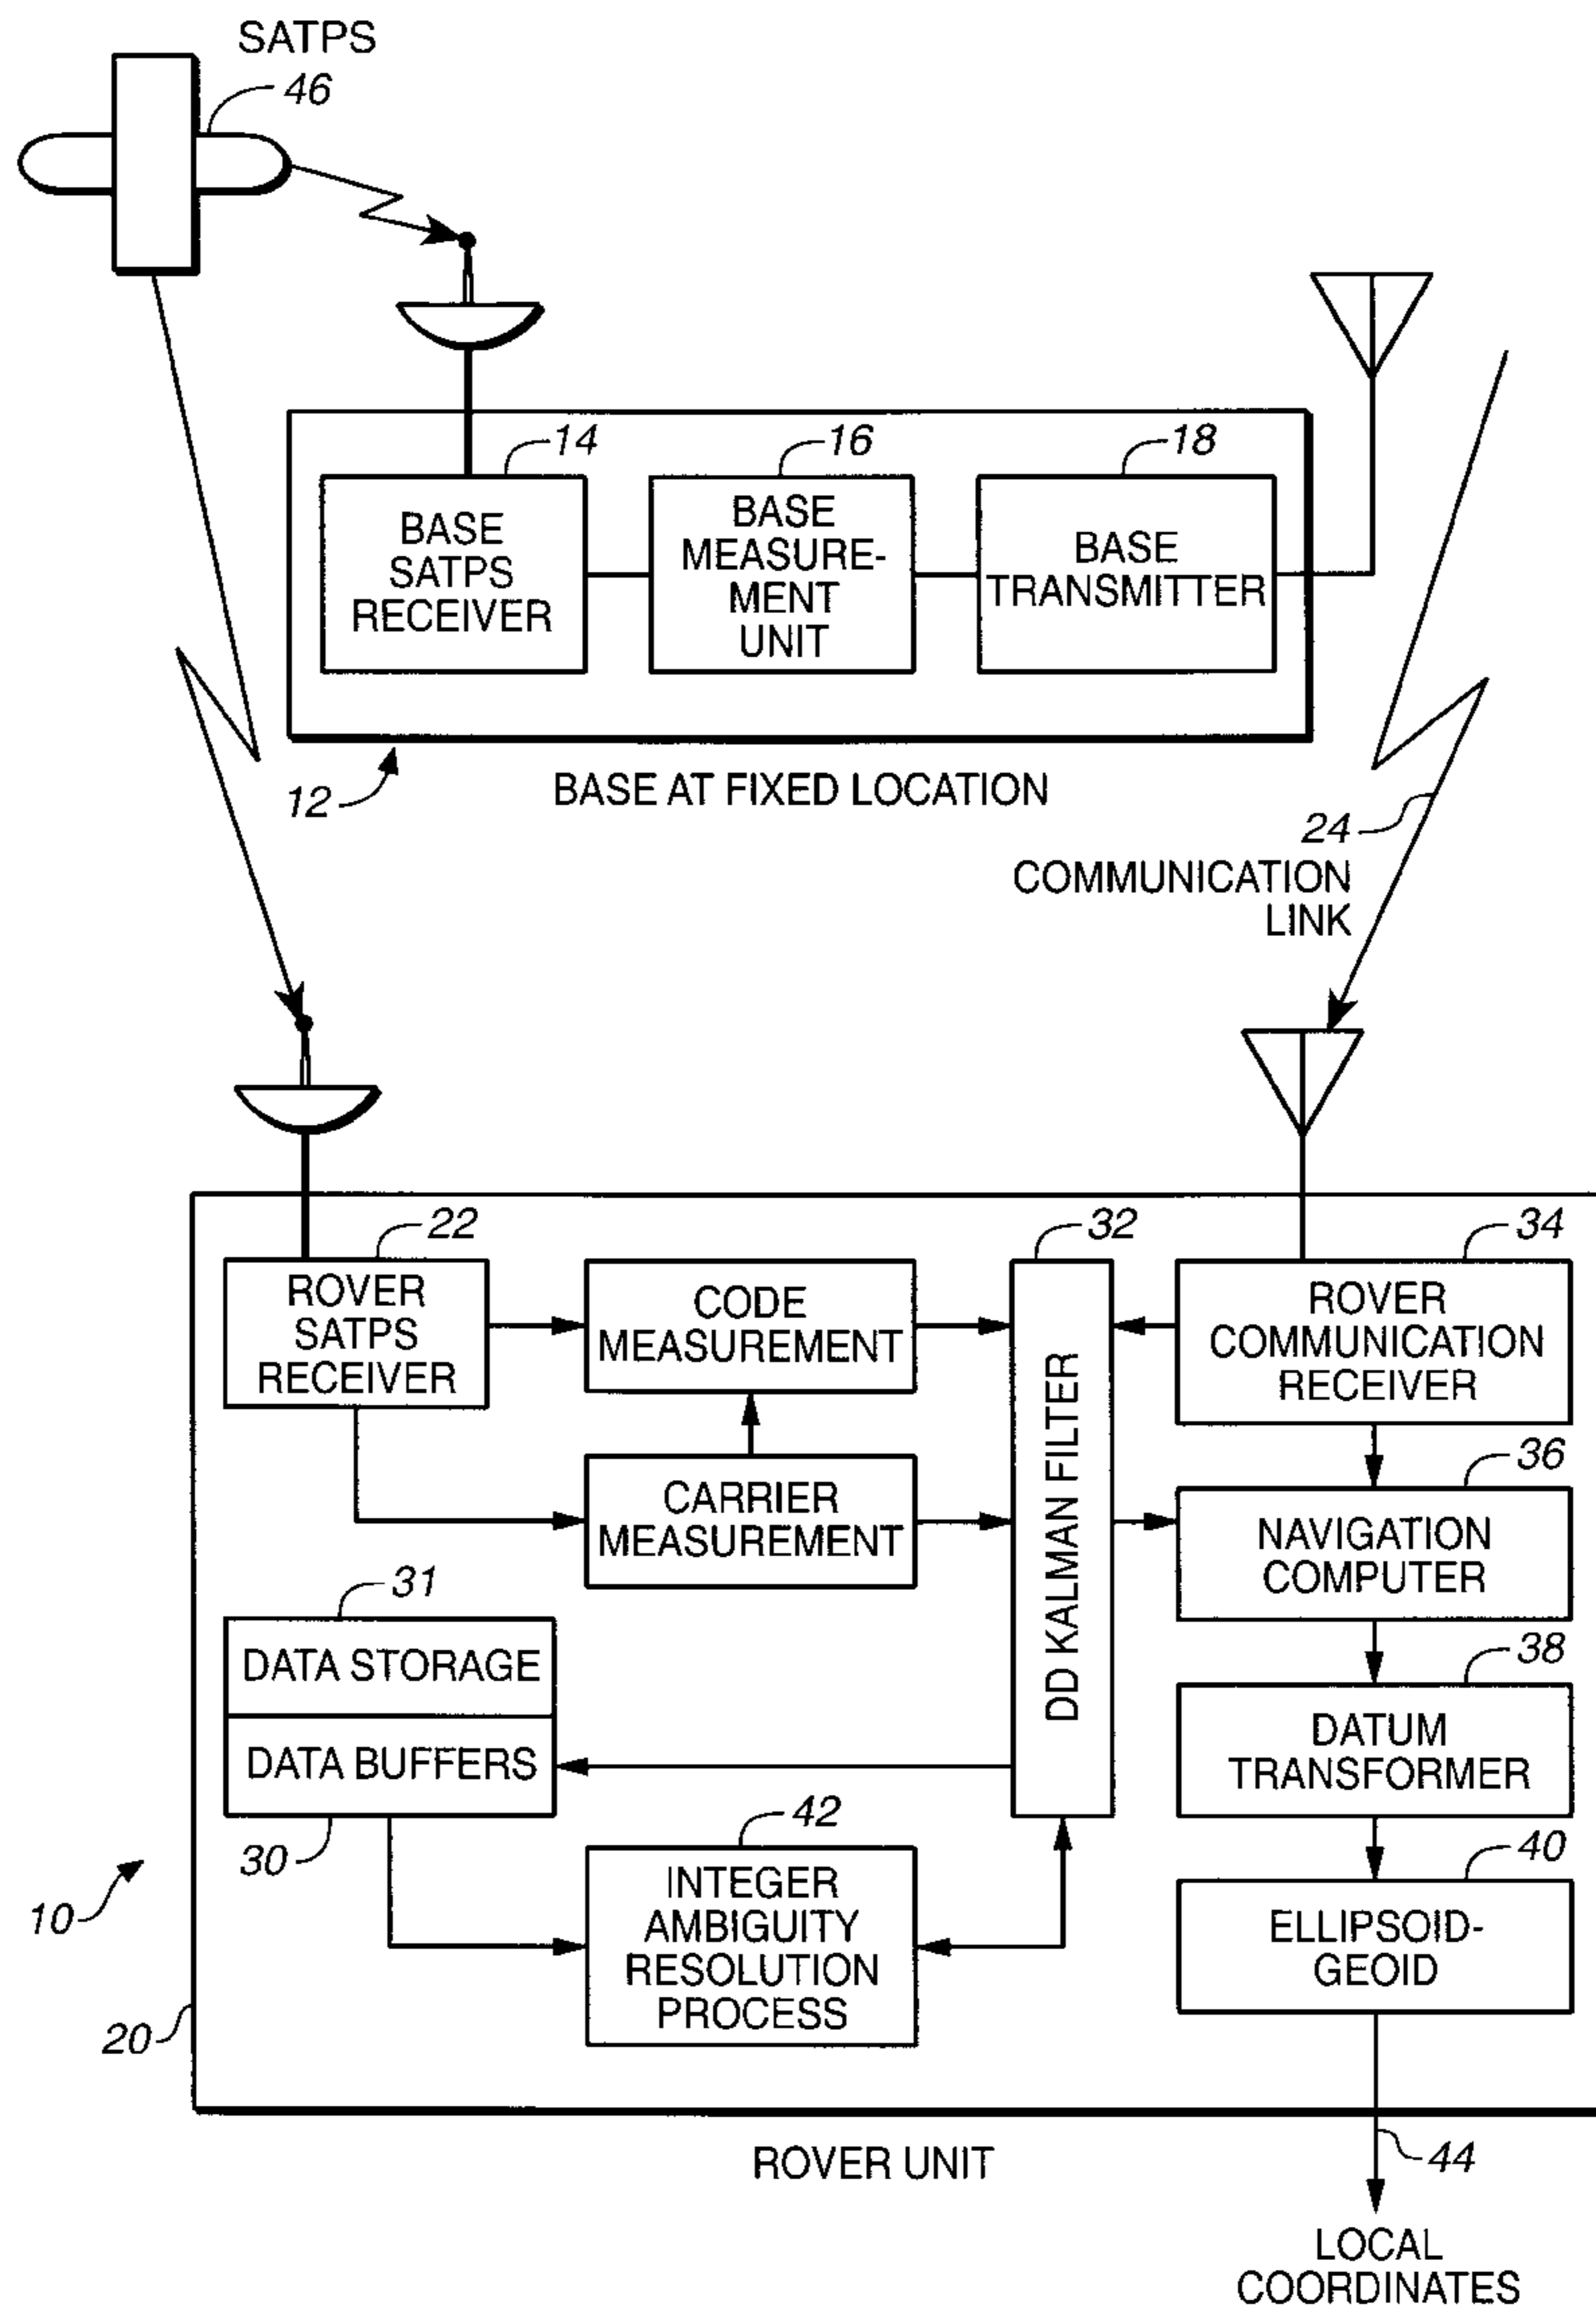 SATPS
46
14
16
18
BASE
SATPS
RECEIVER
BASE
MEASURE-
MENT
UNIT
BASE
TRANSMITTER
12
BASE AT FIXED LOCATION
24
COMMUNICATION
LINK
22
32
34
ROVER
SATPS
RECEIVER
CODE
MEASUREMENT
DD KALMAN FILTER
ROVER
COMMUNICATION
RECEIVER
36
CARRIER
MEASUREMENT
NAVIGATION
COMPUTER
31
DATA STORAGE
38
DATA BUFFERS
DATUM
TRANSFORMER
30
42
40
10
INTEGER
AMBIGUITY
RESOLUTION
PROCESS
ELLIPSOID-
GEOID
20
ROVER UNIT
44
LOCAL
COORDINATES